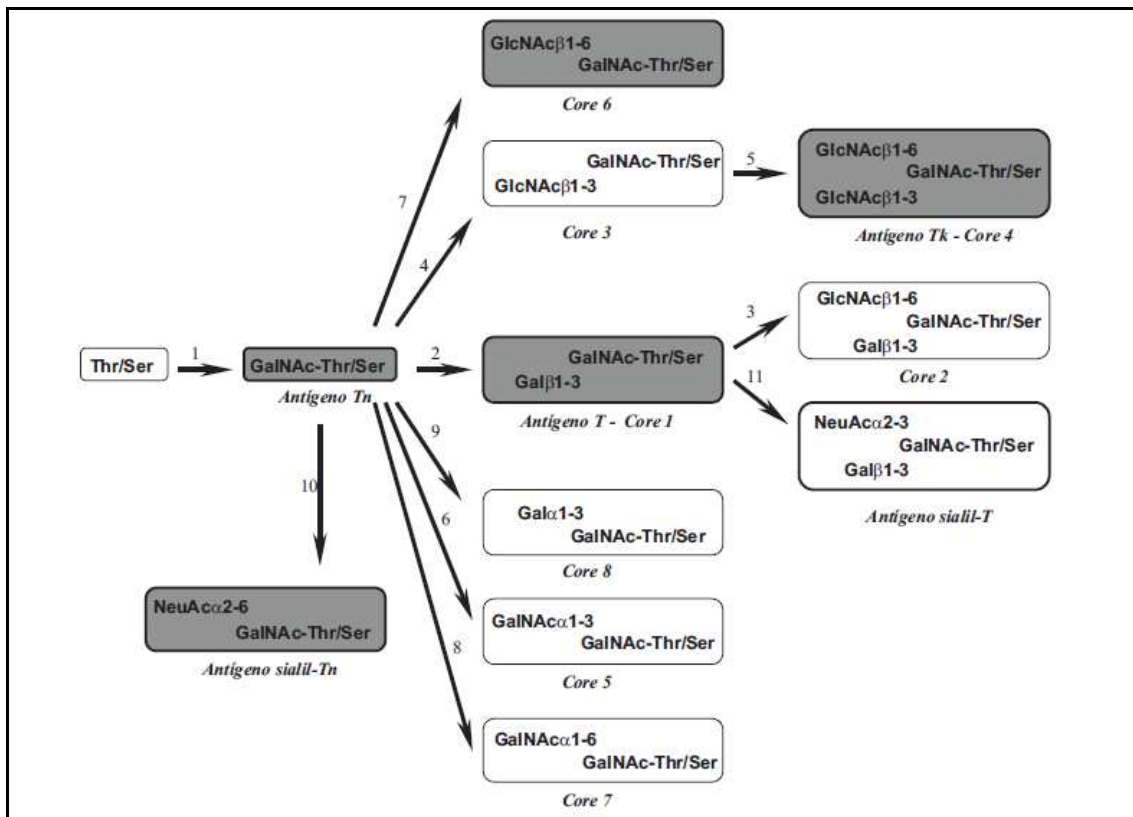 GlcNAcβ1-6
GalNAc-Thr/Ser
Core 6
7
GalNAc-Thr/Ser
GlcNAcβ1-3
Core 3
4
5
GlcNAcβ1-6
GalNAc-Thr/Ser
GlcNAcβ1-3
Antígeno Tk - Core 4
Thr/Ser
1
GalNAc-Thr/Ser
Antígeno Tn
2
GalNAc-Thr/Ser
Galβ1-3
Antígeno T - Core 1
3
GlcNAcβ1-6
GalNAc-Thr/Ser
Galβ1-3
Core 2
11
NeuAcα2-3
GalNAc-Thr/Ser
Galβ1-3
Antígeno sialil-T
9
Galα1-3
GalNAc-Thr/Ser
Core 8
10
NeuAcα2-6
GalNAc-Thr/Ser
Antígeno sialil-Tn
6
GalNAcα1-3
GalNAc-Thr/Ser
Core 5
8
GalNAcα1-6
GalNAc-Thr/Ser
Core 7